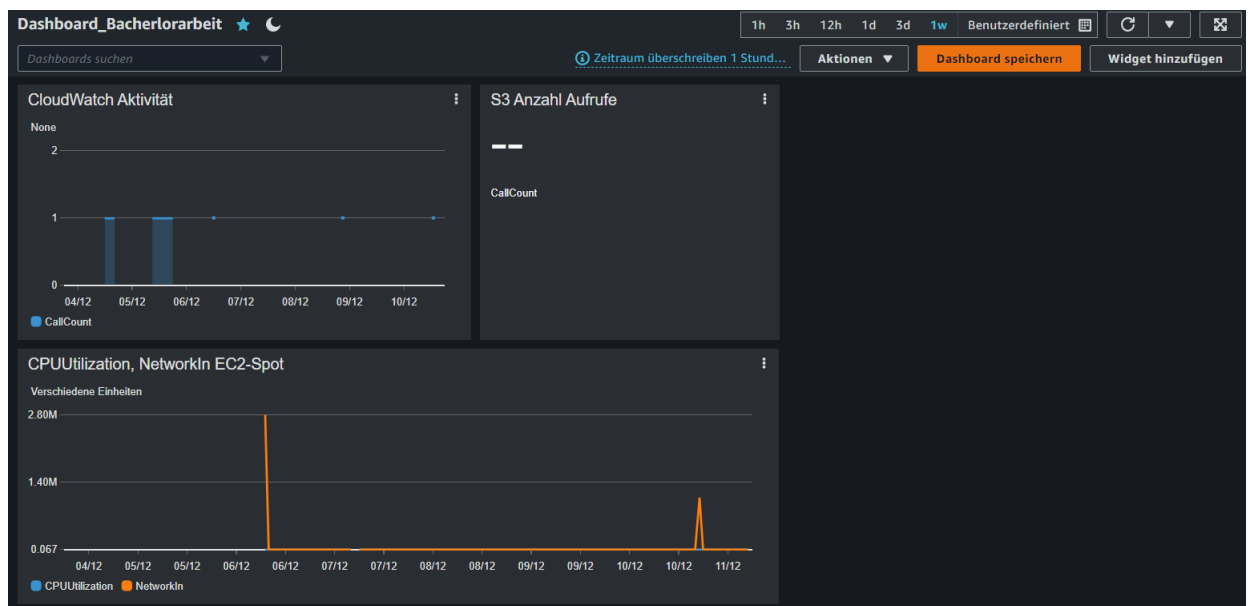 Dashboard_Bacherlorarbeit
1h 3h 12h 1d 3d 1w Benutzerdefiniert
Dashboards suchen
Zeitraum überschreiben 1 Stund...
Aktionen
Dashboard speichern
Widget hinzufügen
CloudWatch Aktivität
None
2
1
0
04/12 05/12 06/12 07/12 08/12 09/12 10/12
CallCount
S3 Anzahl Aufrufe
--
CallCount
CPUUtilization, NetworkIn EC2-Spot
Verschiedene Einheiten
2.80M
1.40M
0.067
04/12 05/12 05/12 06/12 06/12 07/12 07/12 08/12 08/12 09/12 09/12 10/12 10/12 11/12
CPUUtilization NetworkIn